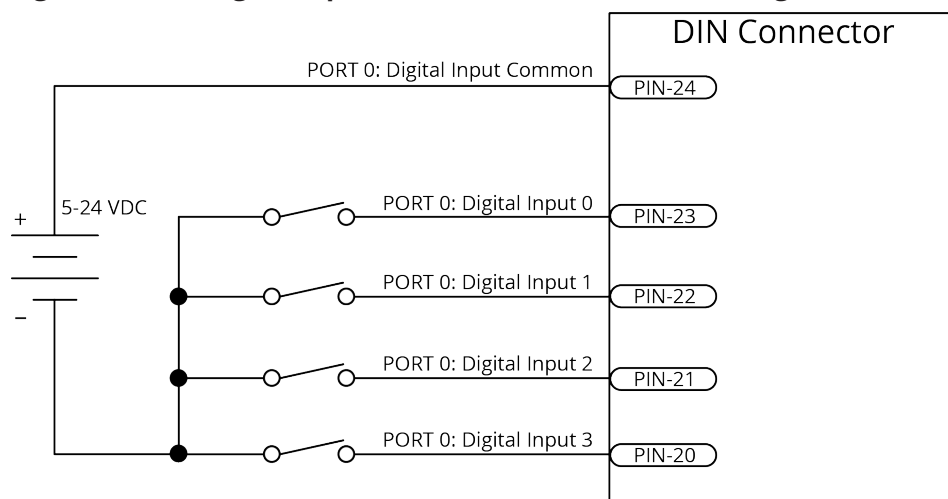 DIN Connector
PORT 0: Digital Input Common
PIN-24
5-24 VDC
+
PORT 0: Digital Input 0
PIN-23
PORT 0: Digital Input 1
PIN-22
–
PORT 0: Digital Input 2
PIN-21
PORT 0: Digital Input 3
PIN-20